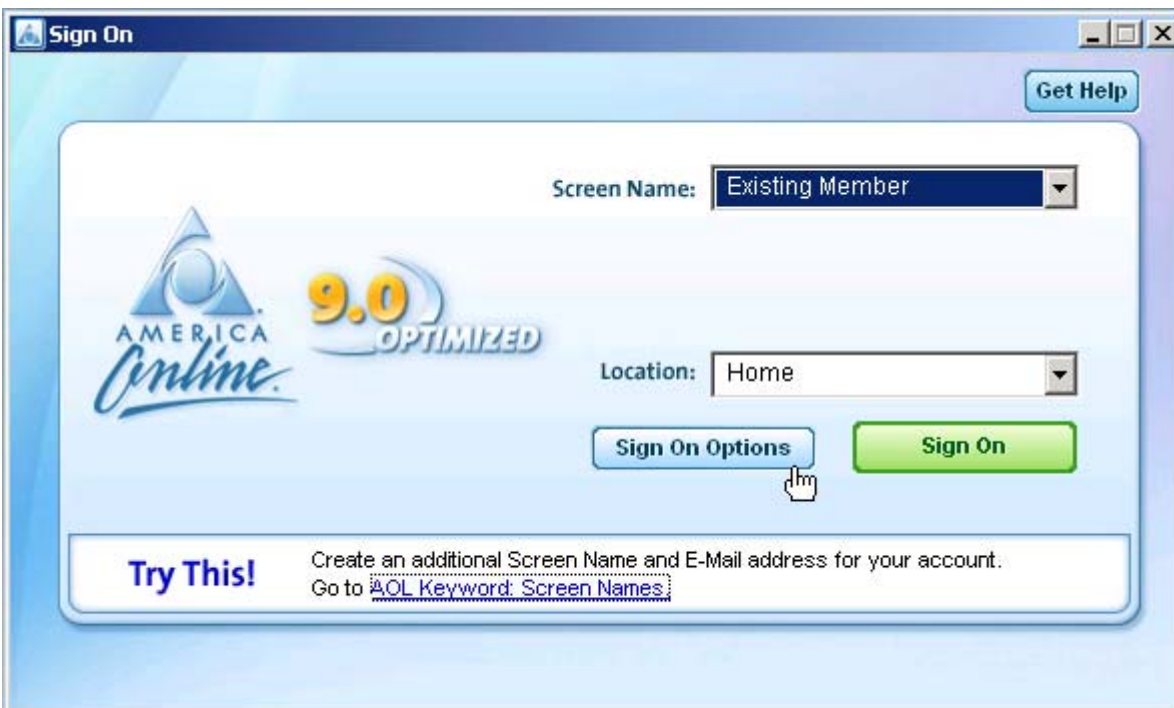 Sign On
Get Help
Screen Name: Existing Member
AMERICA
Online.
9.0
OPTIMIZED
Location: Home
Sign On Options
Sign On
Try This!
Create an additional Screen Name and E-Mail address for your account.
Go to AOL Keyword: Screen Names.